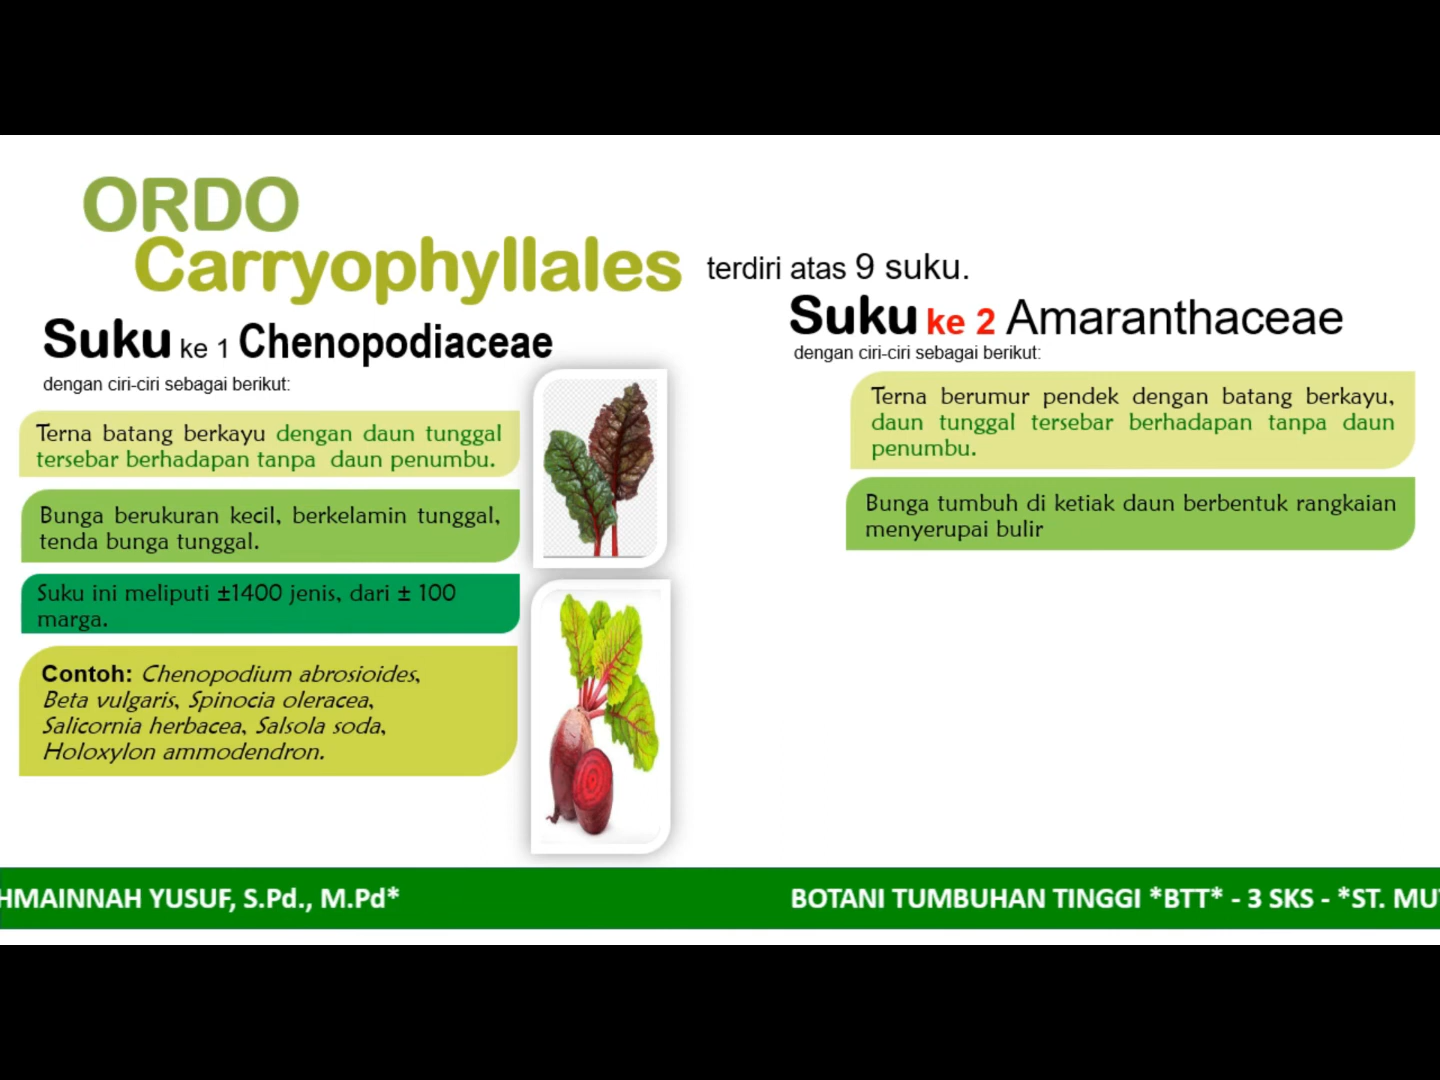 ORDO
Carryophyllales terdiri atas 9 suku.
Suku ke 1 Chenopodiaceae
dengan ciri-ciri sebagai berikut:
Terna batang berkayu dengan daun tunggal
tersebar berhadapan tanpa daun penumbu.
Bunga berukuran kecil, berkelamin tunggal,
tenda bunga tunggal.
Suku ini meliputi ±1400 jenis, dari ± 100
marga.
Contoh: Chenopodium abrosioides,
Beta vulgaris, Spinocia oleracea,
Salicornia herbacea, Salsola soda,
Holoxylon ammodendron.
Suku ke 2 Amaranthaceae
dengan ciri-ciri sebagai berikut:
Terna berumur pendek dengan batang berkayu,
daun tunggal tersebar berhadapan tanpa daun
penumbu.
Bunga tumbuh di ketiak daun berbentuk rangkaian
menyerupai bulir
HMAINNAH YUSUF, S.Pd., M.Pd*
BOTANI TUMBUHAN TINGGI *BTT* - 3 SKS - *ST. MU